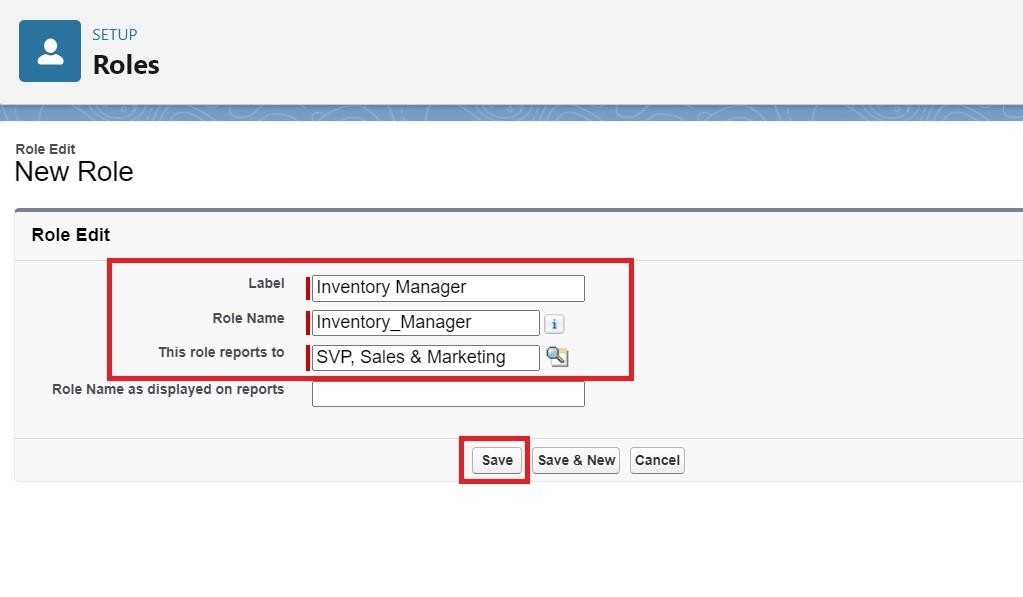 SETUP
Roles
Role Edit
New Role
Role Edit
Label Inventory Manager
Role Name Inventory_Manager i
This role reports to SVP, Sales & Marketing
Role Name as displayed on reports
Save Save & New Cancel